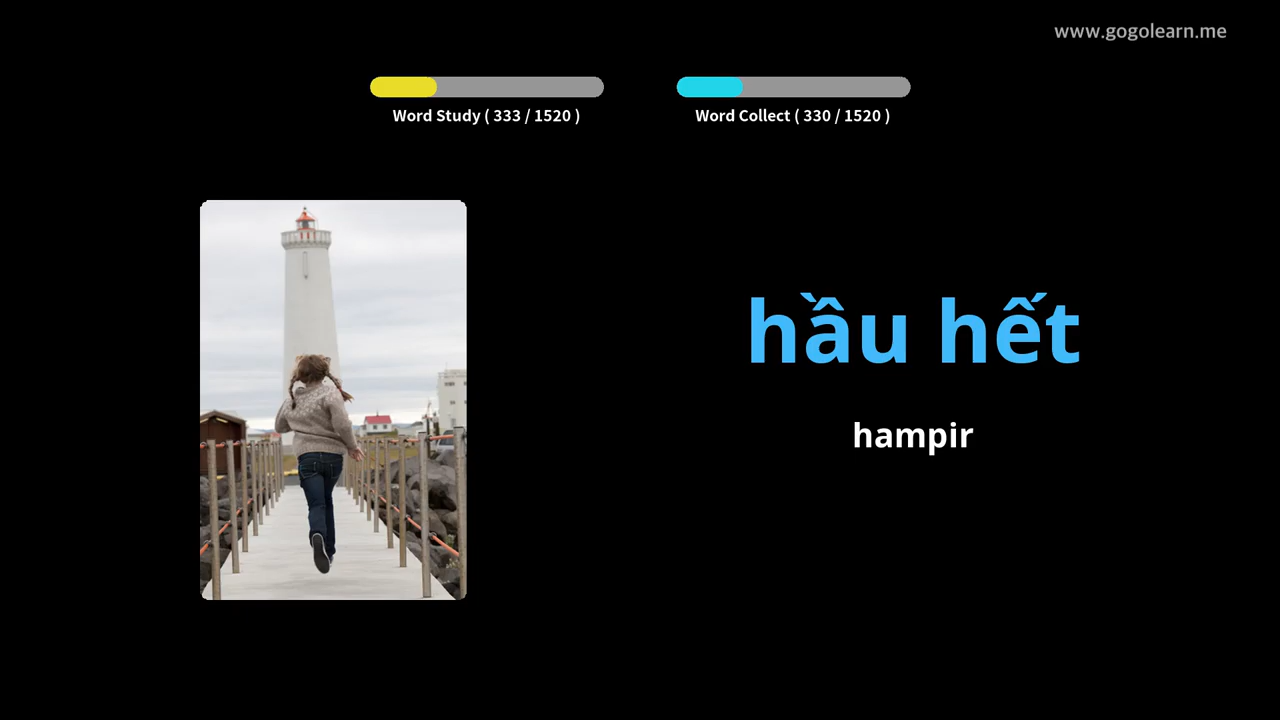 www.gogolearn.me
Word Study ( 333 / 1520 )
Word Collect ( 330 / 1520 )
hầu hết
hampir